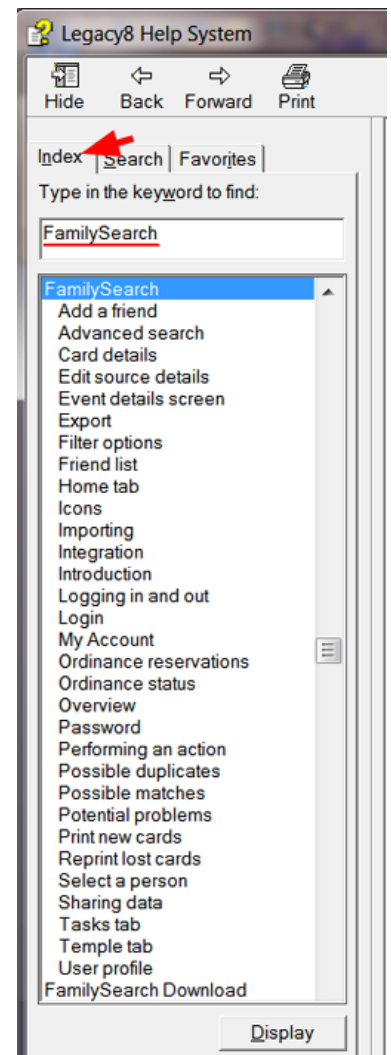 Legacy8 Help System
Hide Back Forward Print
Index Search Favorites
Type in the keyword to find:
FamilySearch
FamilySearch
Add a friend
Advanced search
Card details
Edit source details
Event details screen
Export
Filter options
Friend list
Home tab
Icons
Importing
Integration
Introduction
Logging in and out
Login
My Account
Ordinance reservations
Ordinance status
Overview
Password
Performing an action
Possible duplicates
Possible matches
Potential problems
Print new cards
Reprint lost cards
Select a person
Sharing data
Tasks tab
Temple tab
User profile
FamilySearch Download
Display